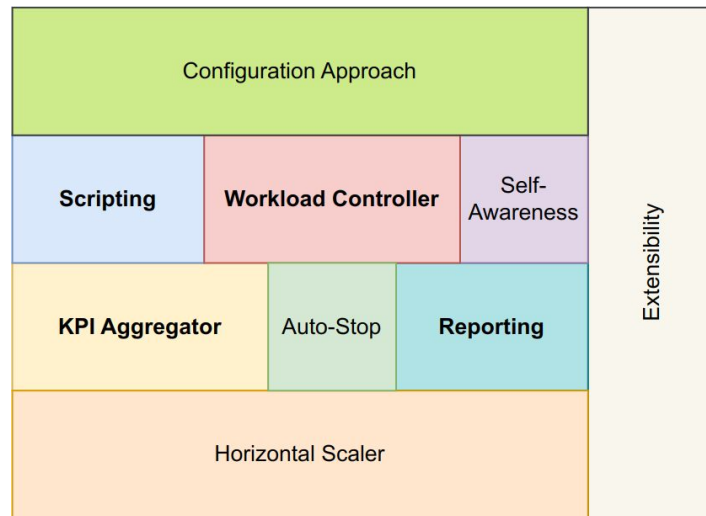 Configuration Approach
Scripting
Workload Controller
Self-
Awareness
KPI Aggregator
Auto-Stop
Reporting
Horizontal Scaler
Extensibility